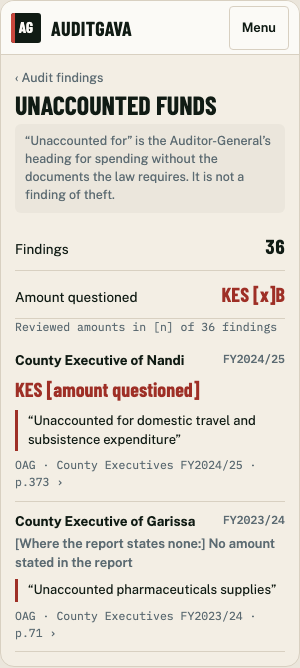 AG AUDITGAVA Menu
‹ Audit findings
UNACCOUNTED FUNDS
“Unaccounted for” is the Auditor-General’s
heading for spending without the
documents the law requires. It is not a
finding of theft.
Findings 36
Amount questioned KES [x]B
Reviewed amounts in [n] of 36 findings
County Executive of Nandi FY2024/25
KES [amount questioned]
“Unaccounted for domestic travel and
subsistence expenditure”
OAG · County Executives FY2024/25 ·
p.373 ›
County Executive of Garissa FY2023/24
[Where the report states none:] No amount
stated in the report
“Unaccounted pharmaceuticals supplies”
OAG · County Executives FY2023/24 ·
p.71 ›